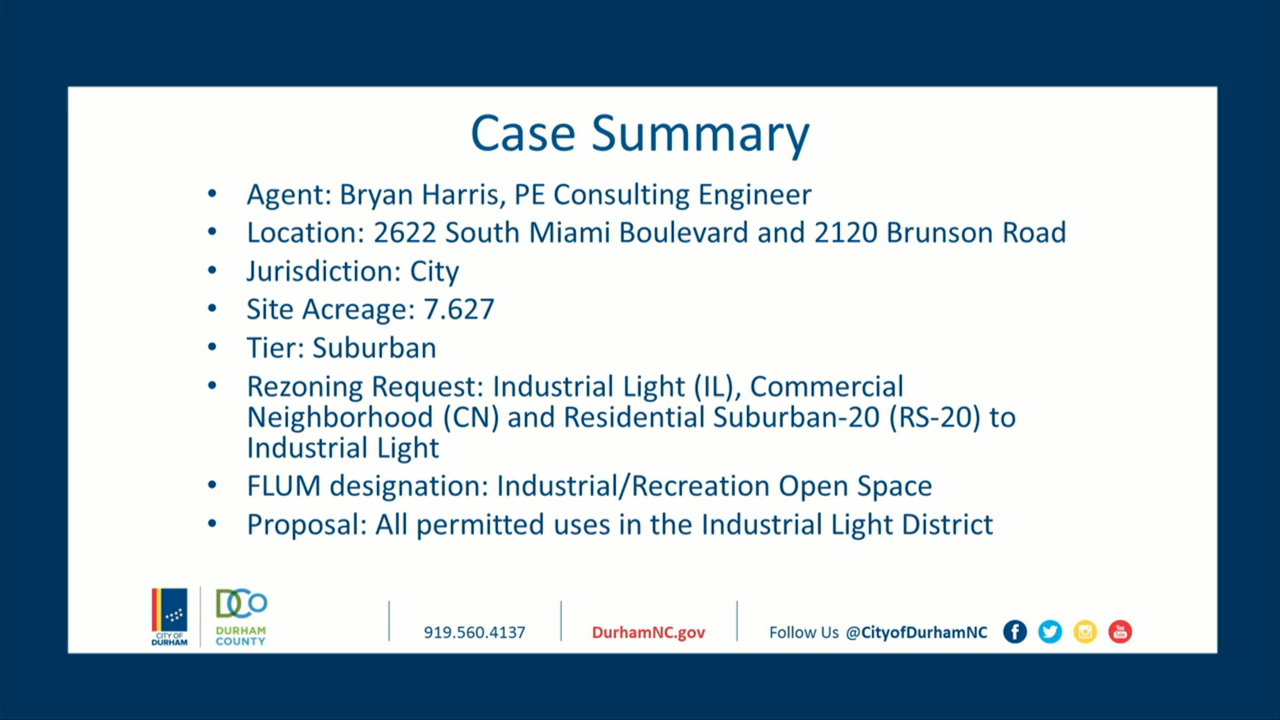 Case Summary
• Agent: Bryan Harris, PE Consulting Engineer
• Location: 2622 South Miami Boulevard and 2120 Brunson Road
• Jurisdiction: City
• Site Acreage: 7.627
• Tier: Suburban
• Rezoning Request: Industrial Light (IL), Commercial
Neighborhood (CN) and Residential Suburban-20 (RS-20) to
Industrial Light
• FLUM designation: Industrial/Recreation Open Space
• Proposal: All permitted uses in the Industrial Light District
CITY OF
DURHAM
DCo
DURHAM
COUNTY
919.560.4137
DurhamNC.gov
Follow Us @CityofDurhamNC
You
Tube